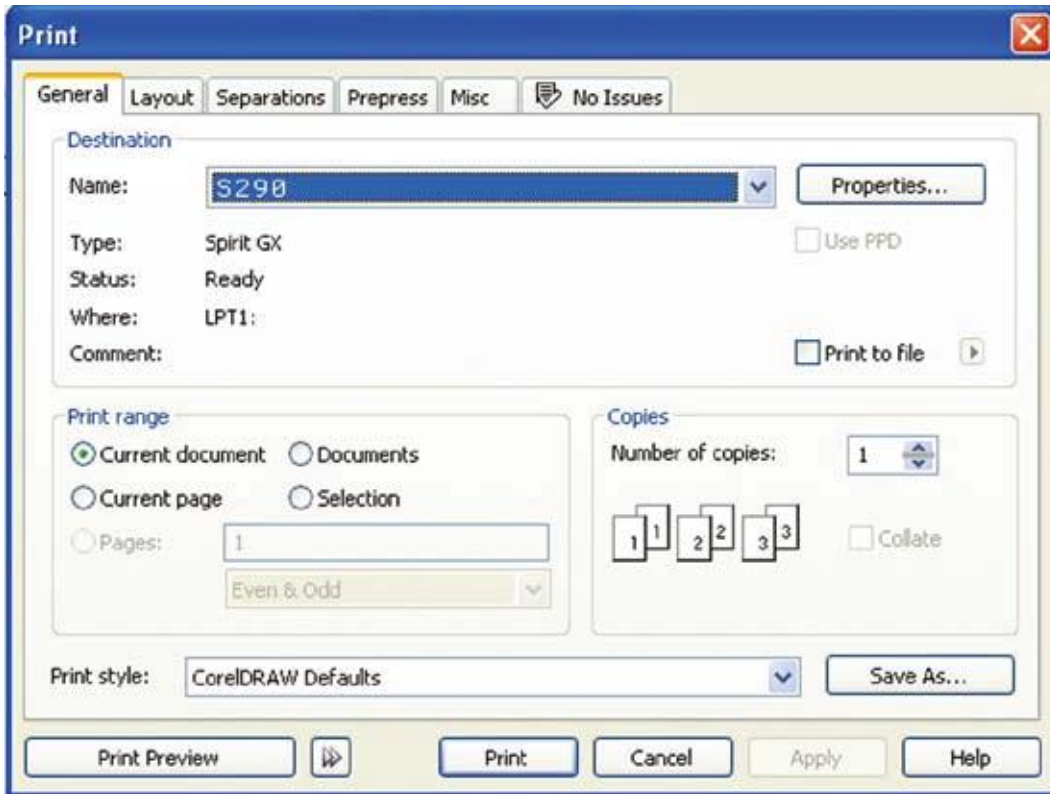 Print
General Layout Separations Prepress Misc No Issues
Destination
Name: S290 Properties...
Type: Spirit GX Use PPD
Status: Ready
Where: LPT1:
Comment: Print to file
Print range
Current document Documents
Current page Selection
Pages: 1
Even & Odd
Copies
Number of copies: 1
1 1 2 2 3 3 Collate
Print style: CorelDRAW Defaults Save As...
Print Preview Print Cancel Apply Help